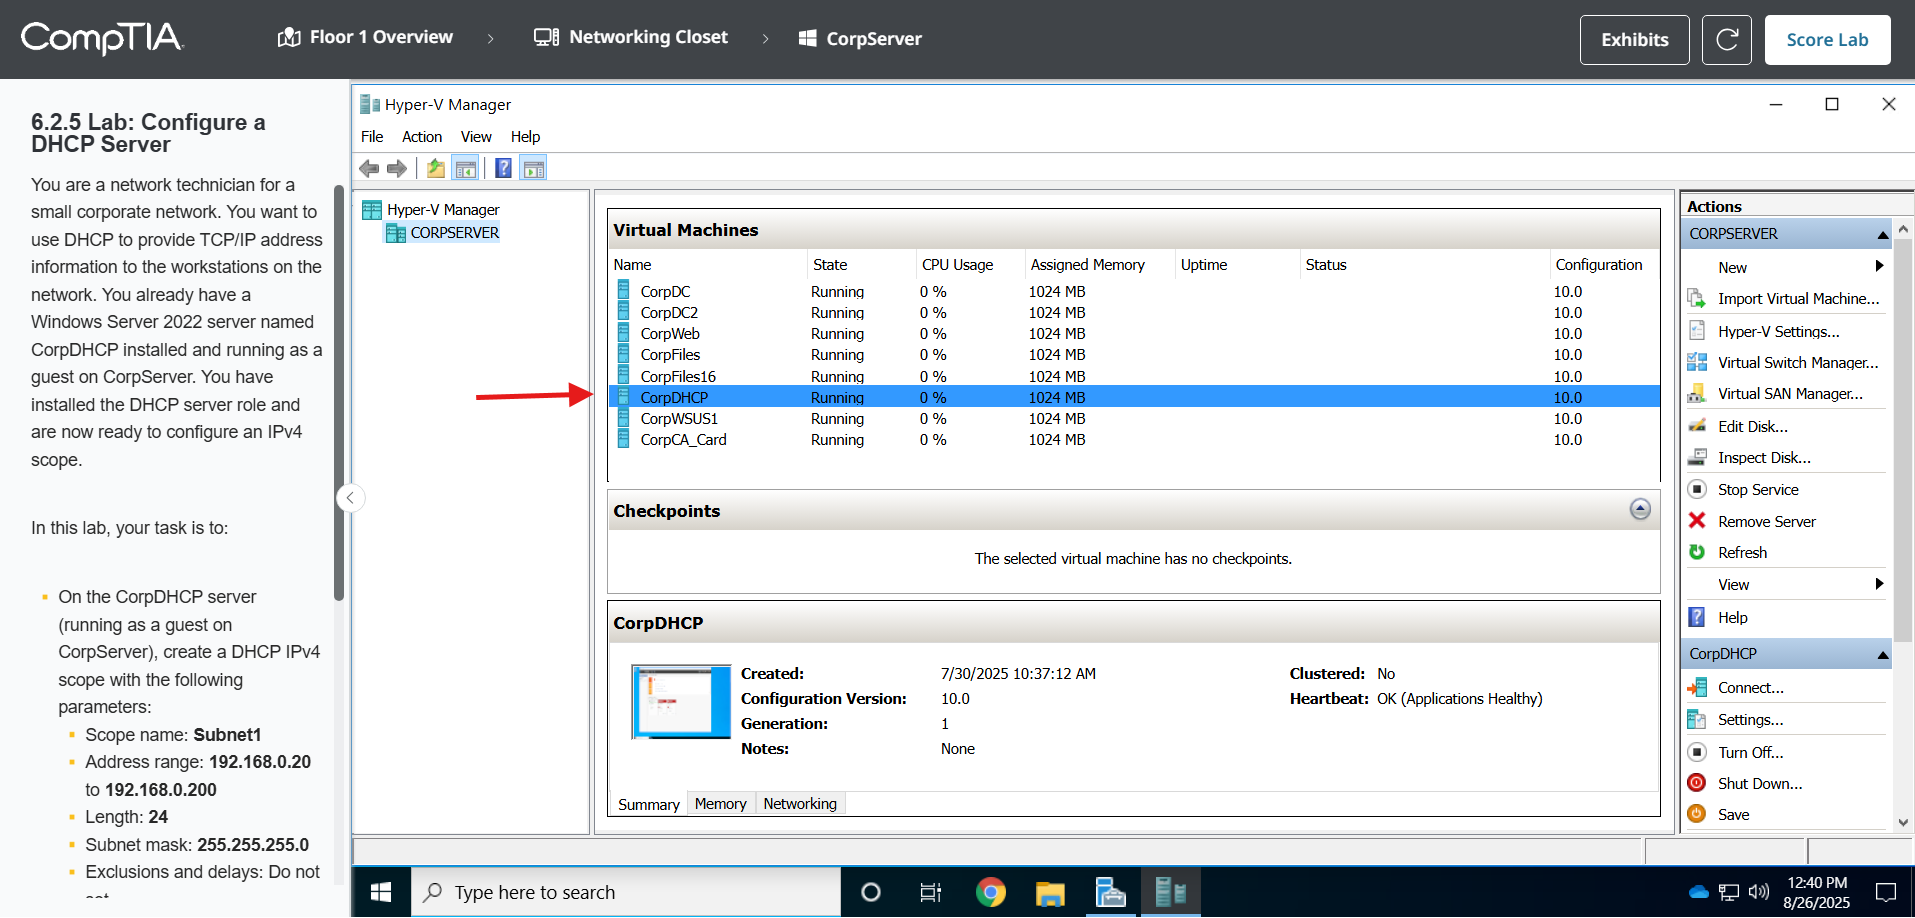 CompTIA.
Floor 1 Overview
Networking Closet
CorpServer
Exhibits
Score Lab
6.2.5 Lab: Configure a
DHCP Server
You are a network technician for a
small corporate network. You want to
use DHCP to provide TCP/IP address
information to the workstations on the
network. You already have a
Windows Server 2022 server named
CorpDHCP installed and running as a
guest on CorpServer. You have
installed the DHCP server role and
are now ready to configure an IPv4
scope.
In this lab, your task is to:
On the CorpDHCP server
(running as a guest on
CorpServer), create a DHCP IPv4
scope with the following
parameters:
Scope name: Subnet1
Address range: 192.168.0.20
to 192.168.0.200
Length: 24
Subnet mask: 255.255.255.0
Exclusions and delays: Do not
Hyper-V Manager
File Action View Help
Hyper-V Manager
CORPSERVER
Virtual Machines
Name State CPU Usage Assigned Memory Uptime Status Configuration
CorpDC Running 0 % 1024 MB 10.0
CorpDC2 Running 0 % 1024 MB 10.0
CorpWeb Running 0 % 1024 MB 10.0
CorpFiles Running 0 % 1024 MB 10.0
CorpFiles16 Running 0 % 1024 MB 10.0
CorpDHCP Running 0 % 1024 MB 10.0
CorpWSUS1 Running 0 % 1024 MB 10.0
CorpCA_Card Running 0 % 1024 MB 10.0
Checkpoints
The selected virtual machine has no checkpoints.
CorpDHCP
Created: 7/30/2025 10:37:12 AM Clustered: No
Configuration Version: 10.0 Heartbeat: OK (Applications Healthy)
Generation: 1
Notes: None
Summary Memory Networking
Actions
CORPSERVER
New
Import Virtual Machine...
Hyper-V Settings...
Virtual Switch Manager...
Virtual SAN Manager...
Edit Disk...
Inspect Disk...
Stop Service
Remove Server
Refresh
View
Help
CorpDHCP
Connect...
Settings...
Turn Off...
Shut Down...
Save
Type here to search
12:40 PM
8/26/2025